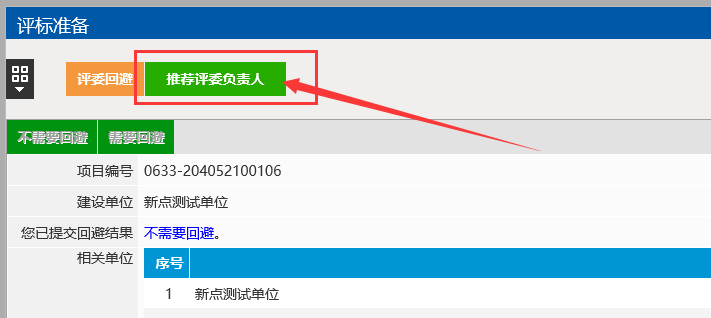 评标准备
评委回避 推荐评委负责人
不需要回避 需要回避
项目编号 0633-204052100106
建设单位 新点测试单位
您已提交回避结果 不需要回避。
相关单位 序号
1 新点测试单位